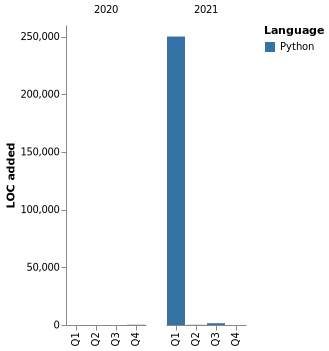 2020 2021
Language
Python
250,000
200,000
150,000
100,000
50,000
0
LOC added
Q1 Q2 Q3 Q4 Q1 Q2 Q3 Q4